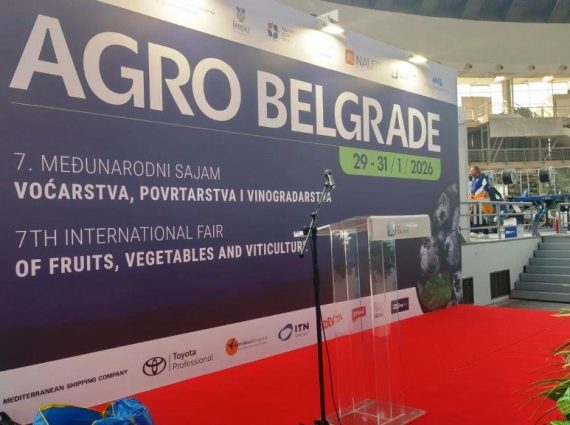 NALED
AGRO BELGRADE
29 - 31/1/2026
7. MEĐUNARODNI SAJAM
VOĆARSTVA, POVRTARSTVA I VINOGRADARSTVA
7TH INTERNATIONAL FAIR
OF FRUITS, VEGETABLES AND VITICULTURE
MEDITERRANEAN SHIPPING COMPANY
Toyota
Professional
ITN